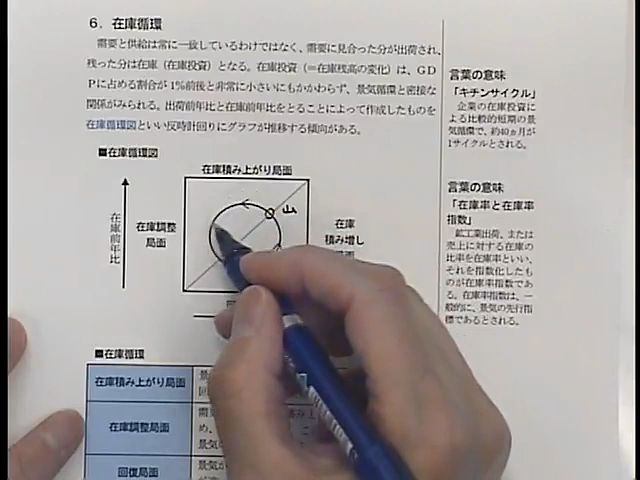 6. 在庫循環
需要と供給は常に一致しているわけではなく、需要に見合った分が出荷され、
残った分は在庫(在庫投資)となる。在庫投資(=在庫残高の変化)は、GD
Pに占める割合が1%前後と非常に小さいにもかかわらず、景気循環と密接な
関係がみられる。出荷前年比と在庫前年比をとることによって作成したものを
在庫循環図といい反時計回りにグラフが推移する傾向がある。
■在庫循環図
在庫積み上がり局面
在庫前年比
在庫調整
局面
山
在庫
積み増し
■在庫循環
在庫積み上がり局面
在庫調整局面
回復局面
言葉の意味
「キチンサイクル」
企業の在庫投資に
よる比較的短期の景
気循環で、約40ヵ月が
1サイクルとされる。
言葉の意味
「在庫率と在庫率
指数」
鉱工業出荷、または
売上に対する在庫の
比率を在庫率といい、
それを指数化したもの
が在庫率指数であ
る。在庫率指数は、一
般的に、景気の先行指
標であるとされる。